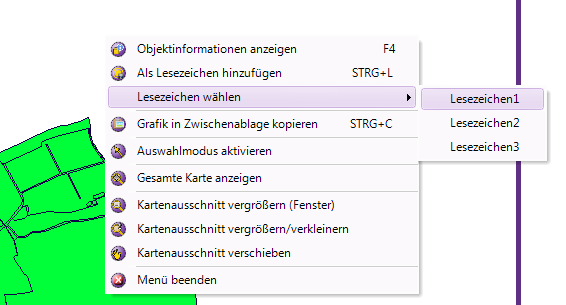 Objektinformationen anzeigen F4
Als Lesezeichen hinzufügen STRG+L
Lesezeichen wählen
Lesezeichen1
Lesezeichen2
Lesezeichen3
Grafik in Zwischenablage kopieren STRG+C
Auswahlmodus aktivieren
Gesamte Karte anzeigen
Kartenausschnitt vergrößern (Fenster)
Kartenausschnitt vergrößern/verkleinern
Kartenausschnitt verschieben
Menü beenden